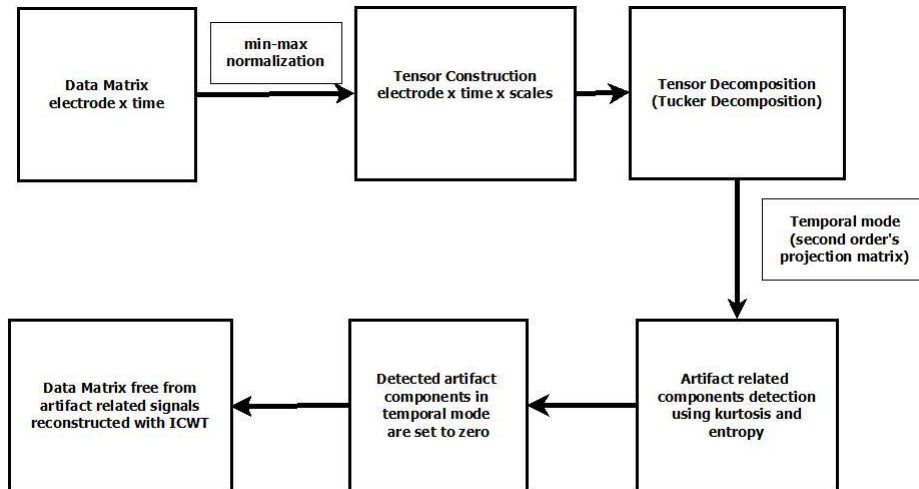 Data Matrix
electrode x time
min-max
normalization
Tensor Construction
electrode x time x scales
Tensor Decomposition
(Tucker Decomposition)
Temporal mode
(second order's
projection matrix)
Artifact related
components detection
using kurtosis and
entropy
Detected artifact
components in
temporal mode
are set to zero
Data Matrix free from
artifact related signals
reconstructed with ICWT